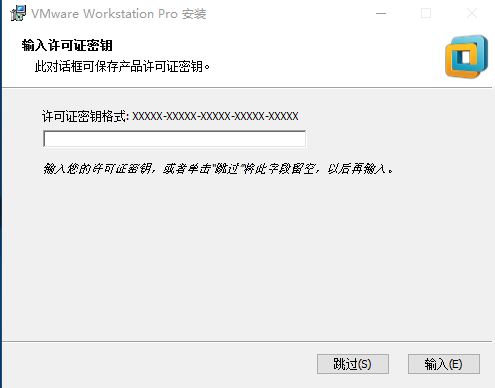 VMware Workstation Pro 安装
输入许可证密钥
此对话框可保存产品许可证密钥。
许可证密钥格式: XXXXX-XXXXX-XXXXX-XXXXX-XXXXX
输入您的许可证密钥，或者单击"跳过"将此字段留空，以后再输入。
跳过(S) 输入(E)